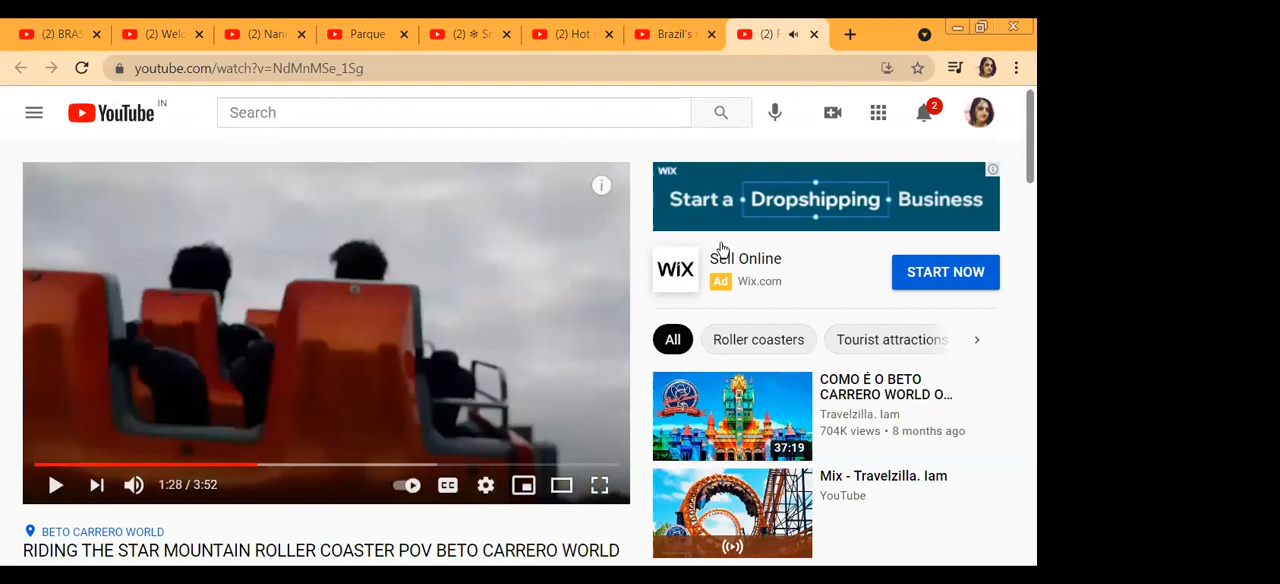 (2) BRAS
(2) Welc
(2) Nan
Parque
(2) ❄ Sn
(2) Hot
Brazil's
youtube.com/watch?v=NdMnMSe_1Sg
YouTube IN
Search
2
WiX
Start a Dropshipping Business
WiX
Sell Online
Ad Wix.com
START NOW
All Roller coasters Tourist attractions
COMO É O BETO
CARRERO WORLD O...
Travelzilla. Iam
704K views • 8 months ago
37:19
Mix - Travelzilla. Iam
YouTube
1:28 / 3:52
CC
BETO CARRERO WORLD
RIDING THE STAR MOUNTAIN ROLLER COASTER POV BETO CARRERO WORLD